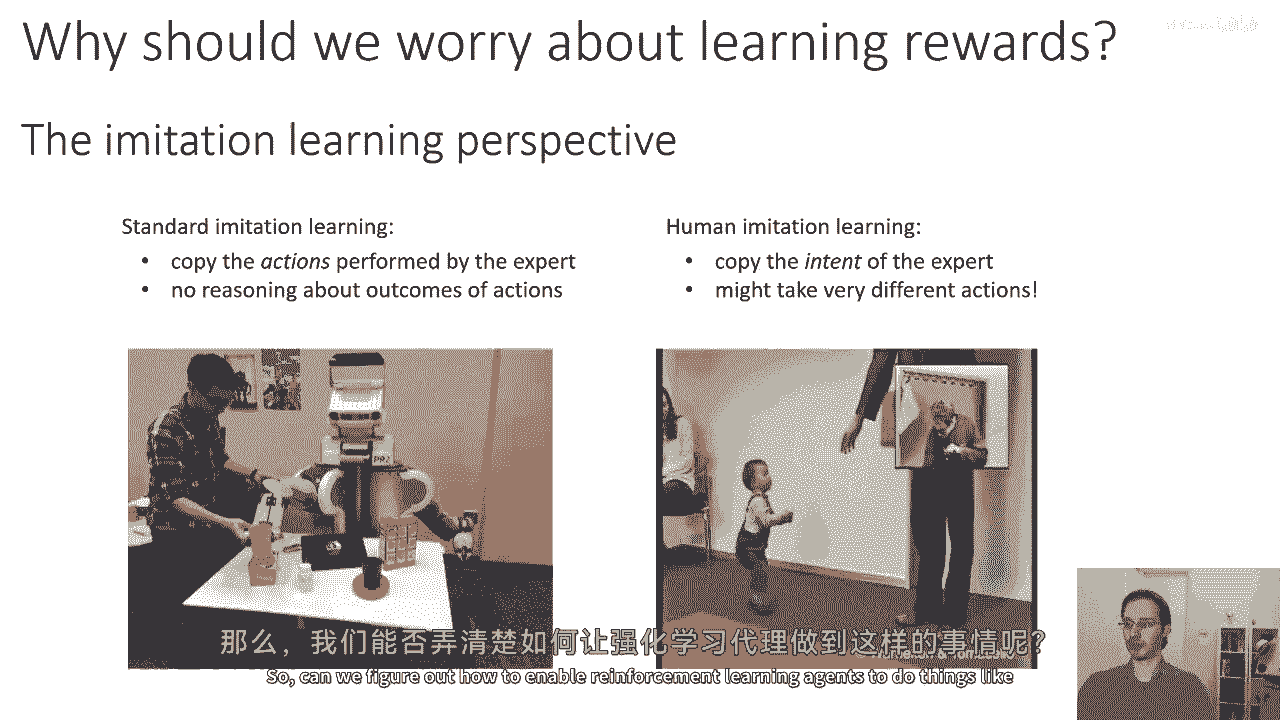 Why should we worry about learning rewards?
The imitation learning perspective
Standard imitation learning:
• copy the actions performed by the expert
• no reasoning about outcomes of actions
Human imitation learning:
• copy the intent of the expert
• might take very different actions!
PR2
那么，我们能否弄清楚如何让强化学习代理做到这样的事情呢？
So, can we figure out how to enable reinforcement learning agents to do things like